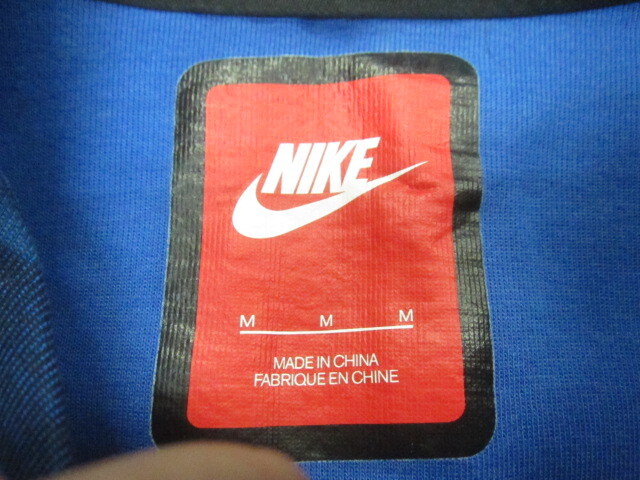 NIKE
M M M
MADE IN CHINA
FABRIQUE EN CHINE